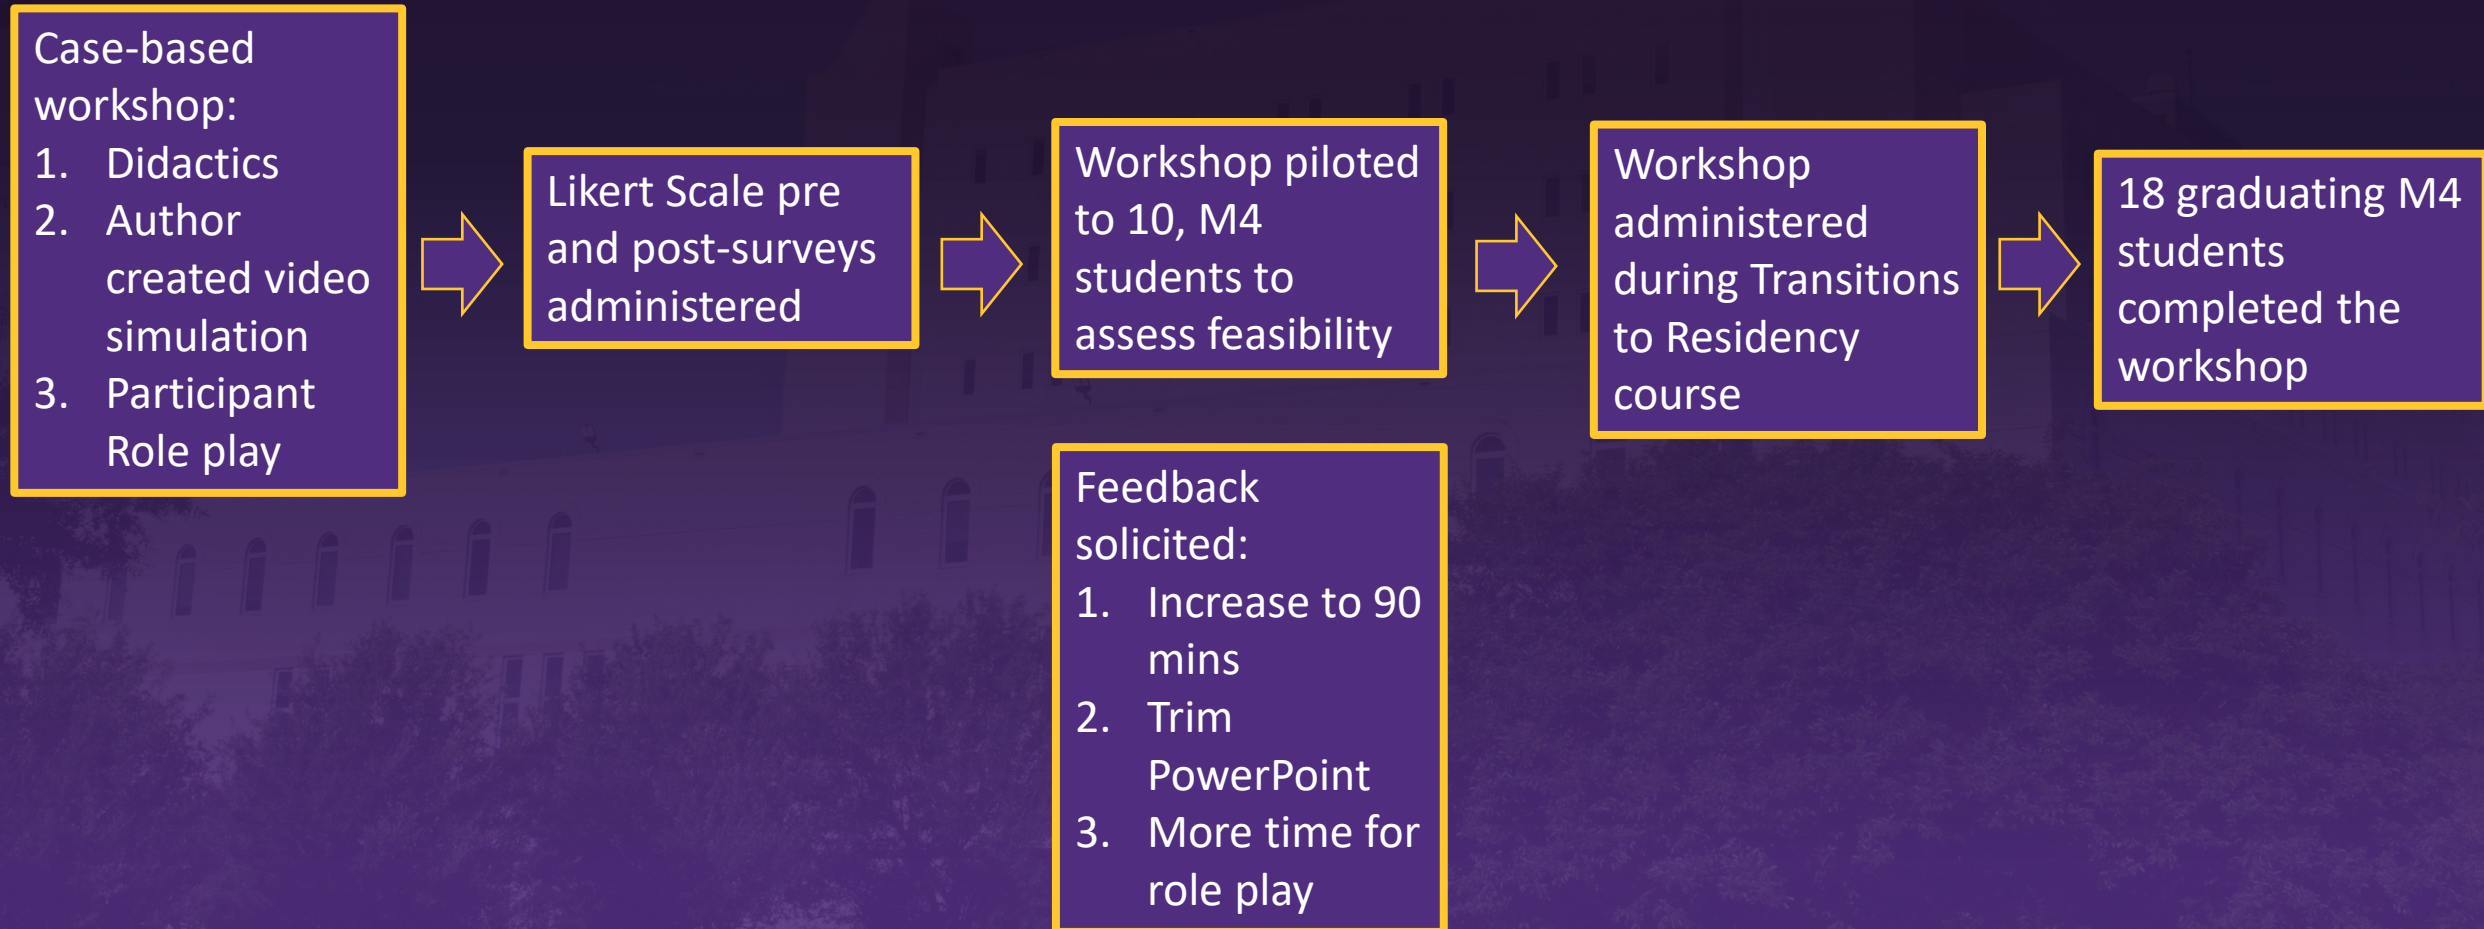 Case-based
workshop:
1. Didactics
2. Author
created video
simulation
3. Participant
Role play
Likert Scale pre
and post-surveys
administered
Workshop piloted
to 10, M4
students to
assess feasibility
Feedback
solicited:
1. Increase to 90
mins
2. Trim
PowerPoint
3. More time for
role play
Workshop
administered
during Transitions
to Residency
course
18 graduating M4
students
completed the
workshop